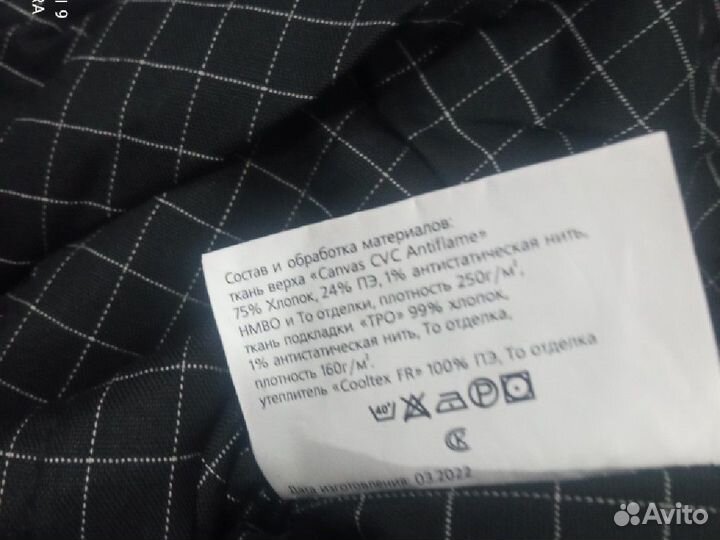 Состав и обработка материалов:
ткань верха «Canvas CVC Antiflame»
75% Хлопок, 24% ПЭ, 1% антистатическая нить,
НМВО и То отделки, плотность 250г/м².
ткань подкладки «ТРО» 99% хлопок,
1% антистатическая нить, То отделка,
плотность 160г/м².
утеплитель «Cooltex FR» 100% ПЭ, То отделка
40°
P
Дата изготовления: 03.2022
Avito